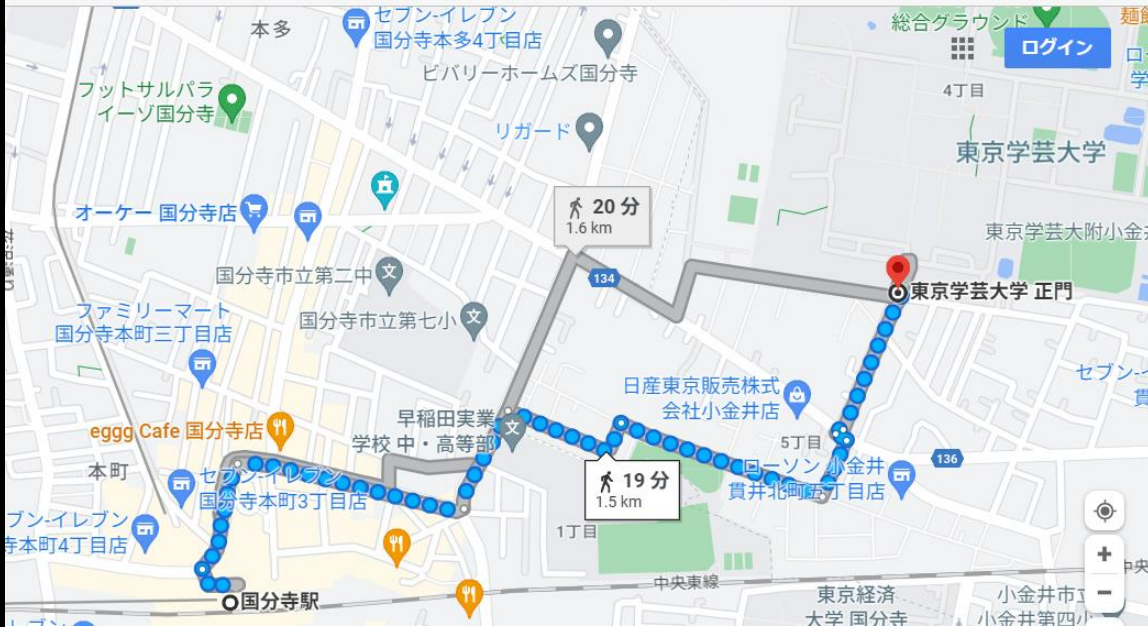 本多
セブン-イレブン
国分寺本多4丁目店
総合グラウンド
ログイン
ビバリーホームズ国分寺
フットサルパラ
イーゾ国分寺
4丁目
リガード
東京学芸大学
20 分
1.6 km
オーケー 国分寺店
東京学芸大附小金井
国分寺市立第二中
文
134
東京学芸大学 正門
ファミリーマート
国分寺本町三丁目店
国分寺市立第七小
文
セブン-イ
貫
日産東京販売株式
会社小金井店
早稲田実業
学校 中・高等部
文
eggg Cafe 国分寺店
5丁目
136
本町
セブン-イレブン
国分寺本町3丁目店
ローソン 小金井
貫井北町五丁目店
19 分
1.5 km
ブン-イレブン
寺本町4丁目店
1丁目
中央東線
中央
国分寺駅
東京経済
大学 国分寺
小金井市立
小金井第四小